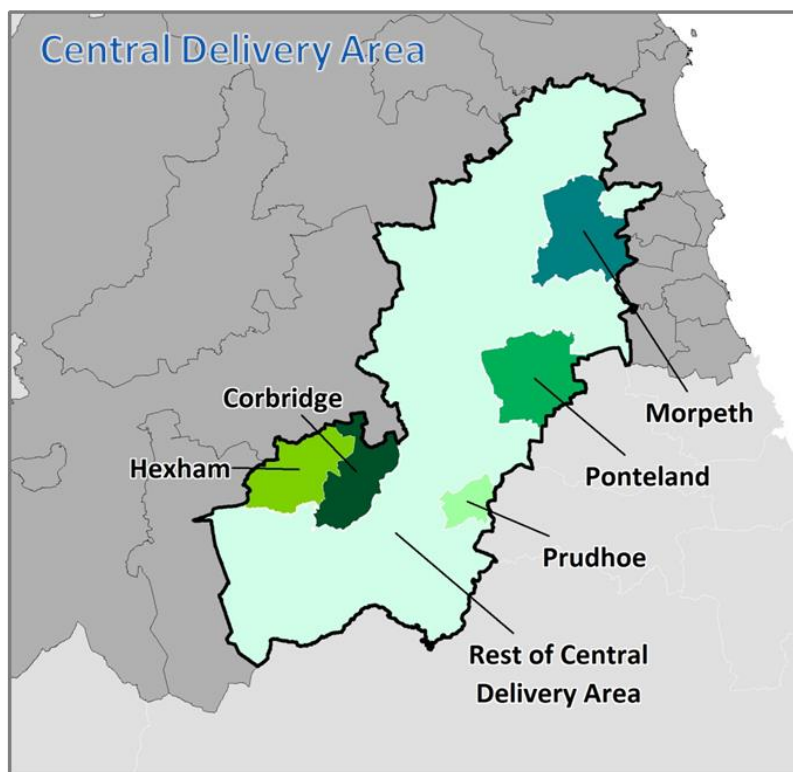 Central Delivery Area
Corbridge
Hexham
Morpeth
Ponteland
Prudhoe
Rest of Central
Delivery Area